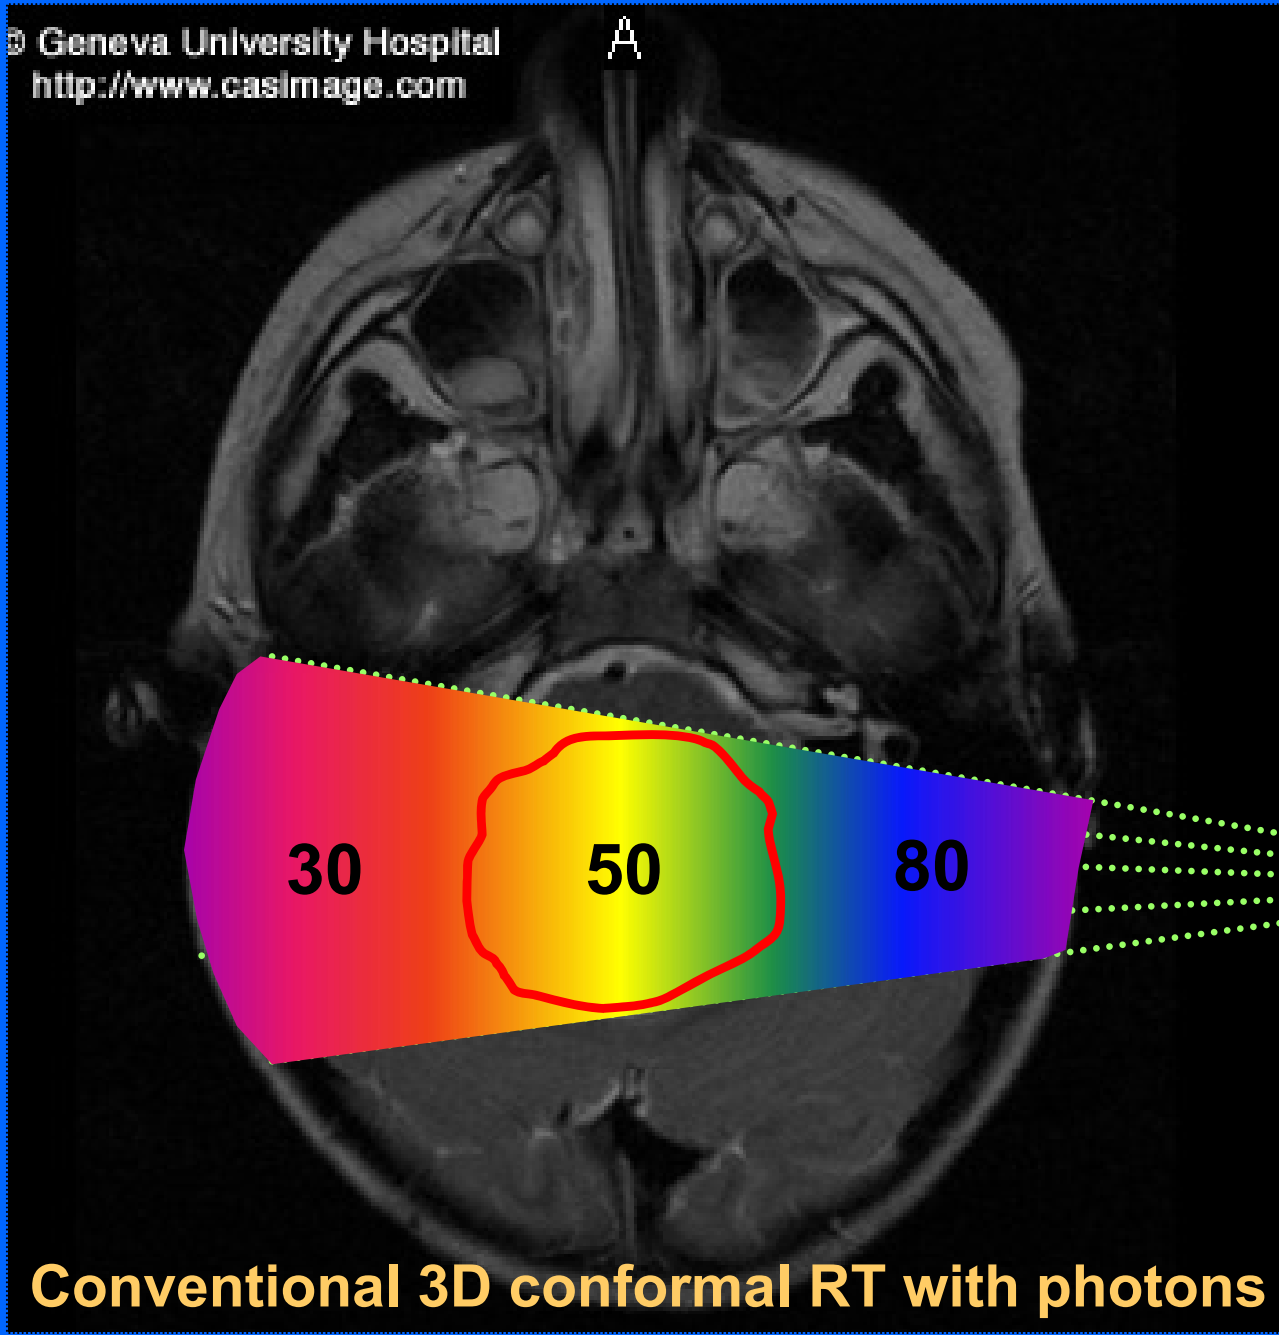 © Geneva University Hospital
http://www.casimage.com
A
30 50 80
Conventional 3D conformal RT with photons